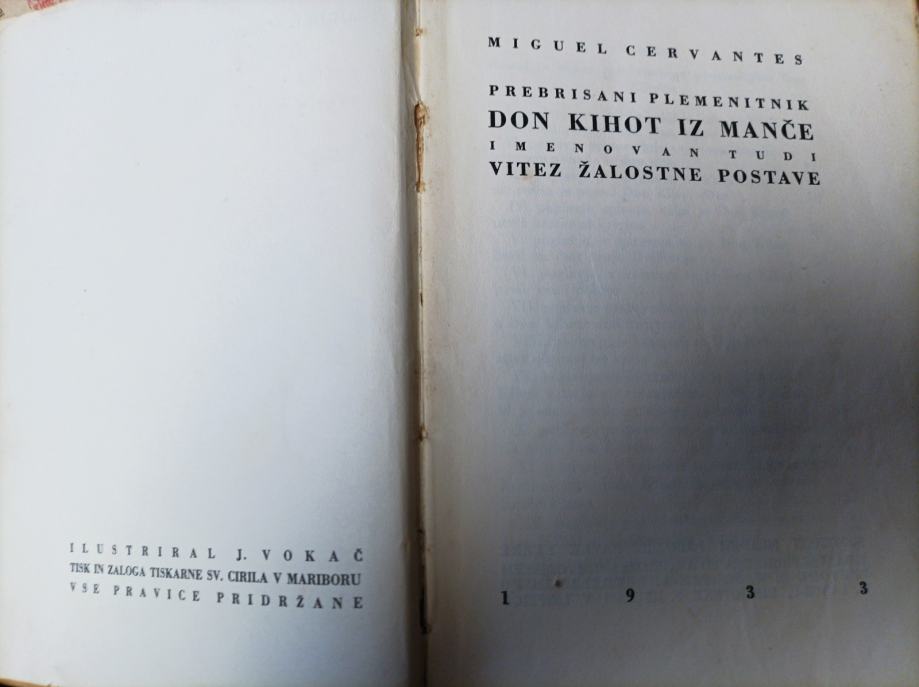 ILUSTRIRAL J. VOKAČ
TISK IN ZALOGA TISKARNE SV. CIRILA V MARIBORU
VSE PRAVICE PRIDRŽANE
MIGUEL CERVANTES
PREBRISANI PLEMENITNIK
DON KIHOT IZ MANČE
IMENOVAN TUDI
VITEZ ŽALOSTNE POSTAVE
1933